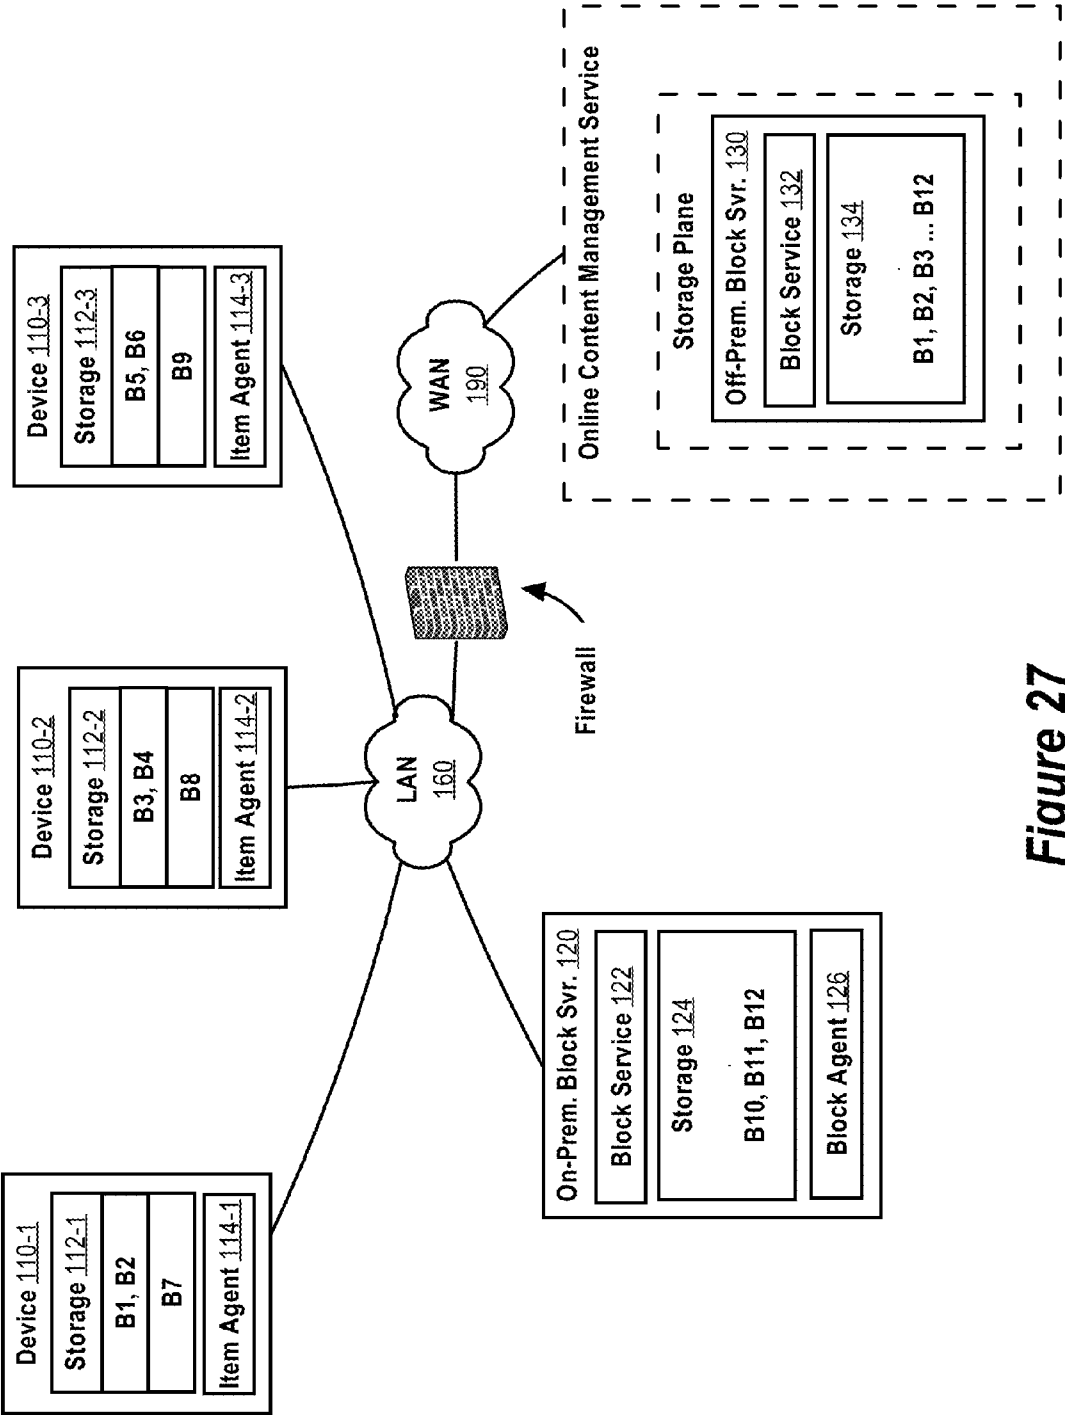 Device 110-1
Storage 112-1
B1, B2
B7
Item Agent 114-1
Device 110-2
Storage 112-2
B3, B4
B8
Item Agent 114-2
Device 110-3
Storage 112-3
B5, B6
B9
Item Agent 114-3
LAN
160
WAN
190
Firewall
On-Prem. Block Svr. 120
Block Service 122
Storage 124
B10, B11, B12
Block Agent 126
Online Content Management Service
Storage Plane
Off-Prem. Block Svr. 130
Block Service 132
Storage 134
B1, B2, B3 ... B12
Figure 27